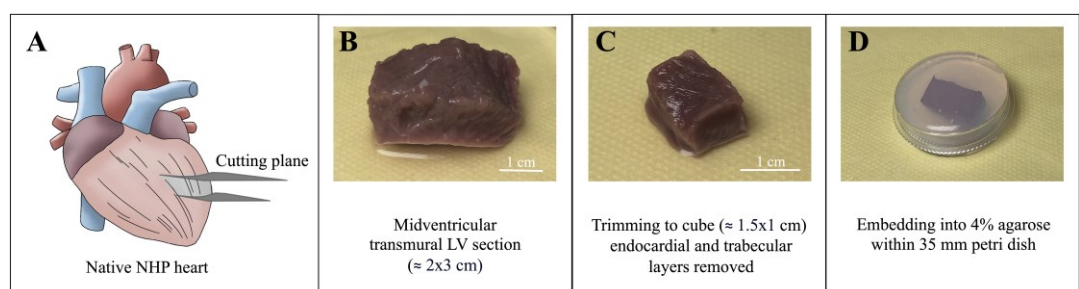 A
Cutting plane
Native NHP heart
B
1 cm
Midventricular
transmural LV section
(≈ 2x3 cm)
C
1 cm
Trimming to cube (≈ 1.5x1 cm)
endocardial and trabecular
layers removed
D
Embedding into 4% agarose
within 35 mm petri dish